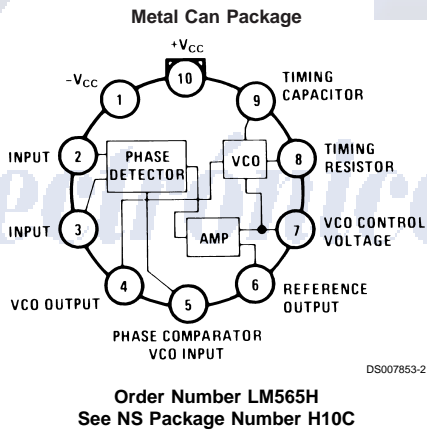 Metal Can Package
+VCC
-VCC
10
TIMING
CAPACITOR
1
9
INPUT
2
PHASE
DETECTOR
VCO
8
TIMING
RESISTOR
INPUT
3
AMP
7
VCO CONTROL
VOLTAGE
4
5
6
REFERENCE
OUTPUT
VCO OUTPUT
PHASE COMPARATOR
VCO INPUT
DS007853-2
Order Number LM565H
See NS Package Number H10C